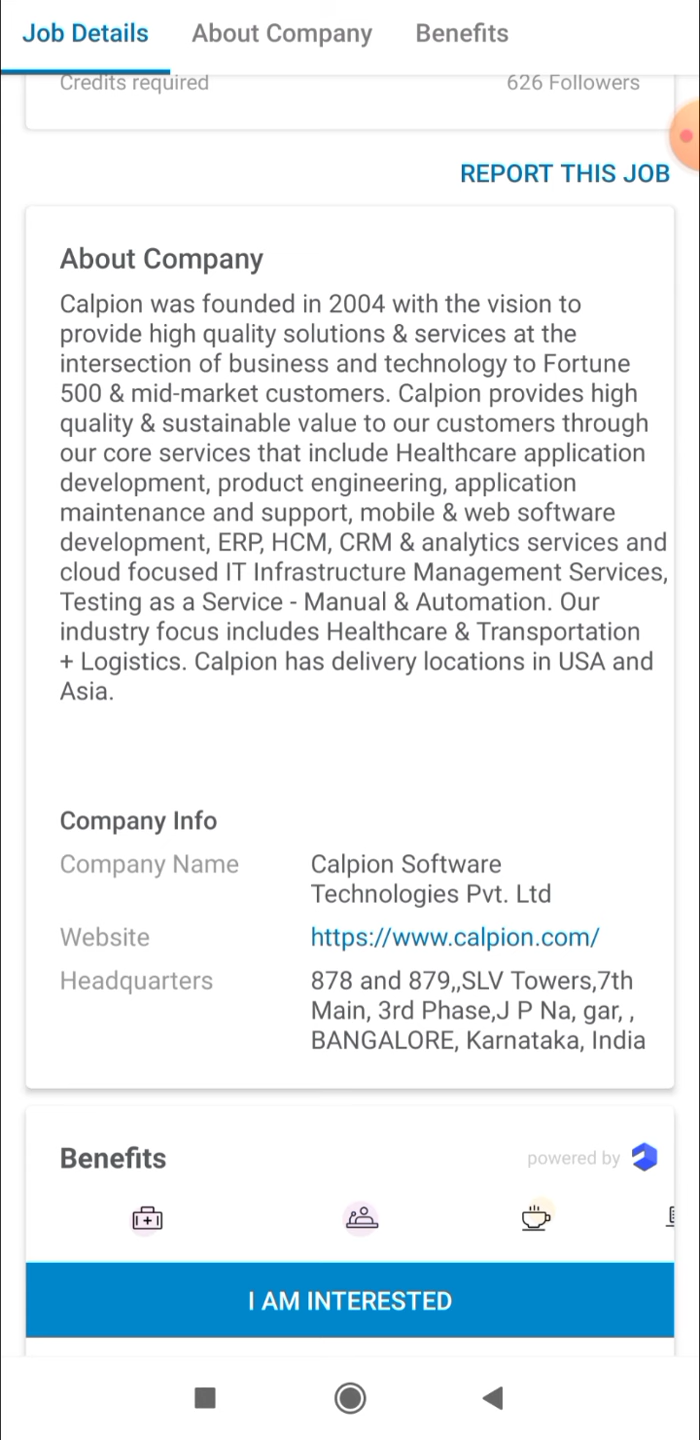 Job Details About Company Benefits
Credits required 626 Followers
REPORT THIS JOB
About Company
Calpion was founded in 2004 with the vision to
provide high quality solutions & services at the
intersection of business and technology to Fortune
500 & mid-market customers. Calpion provides high
quality & sustainable value to our customers through
our core services that include Healthcare application
development, product engineering, application
maintenance and support, mobile & web software
development, ERP, HCM, CRM & analytics services and
cloud focused IT Infrastructure Management Services,
Testing as a Service - Manual & Automation. Our
industry focus includes Healthcare & Transportation
+ Logistics. Calpion has delivery locations in USA and
Asia.
Company Info
Company Name Calpion Software
Technologies Pvt. Ltd
Website https://www.calpion.com/
Headquarters 878 and 879,,SLV Towers,7th
Main, 3rd Phase,J P Na, gar, ,
BANGALORE, Karnataka, India
Benefits powered by
I AM INTERESTED